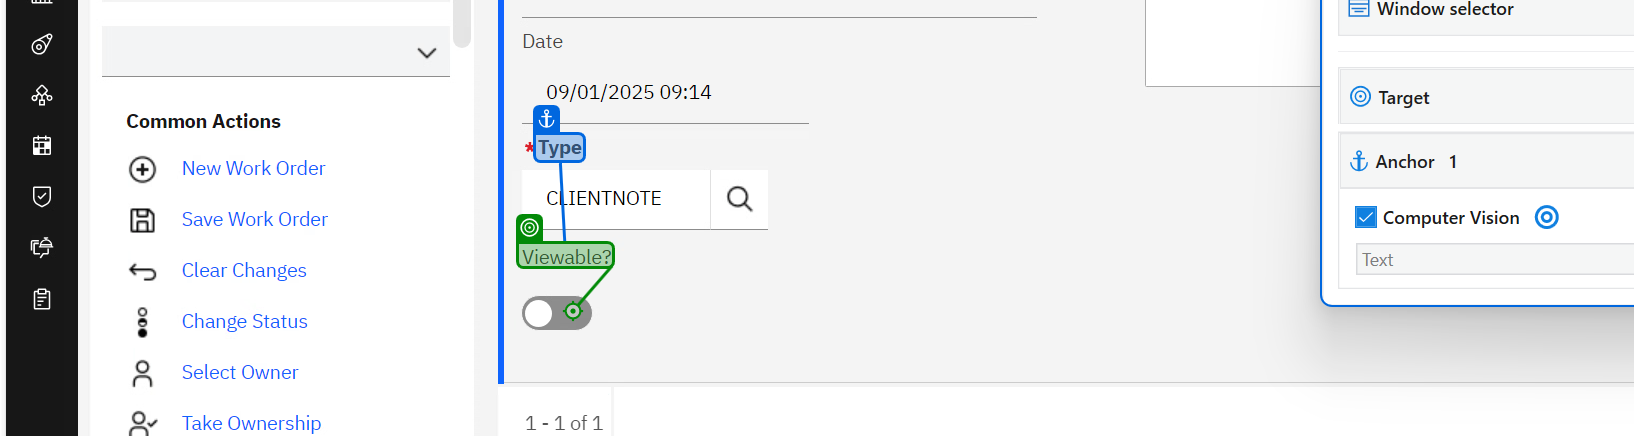 Common Actions
New Work Order
Save Work Order
Clear Changes
Change Status
Select Owner
Take Ownership
Date
09/01/2025 09:14
*Type
CLIENTNOTE
Viewable?
1 - 1 of 1
Window selector
Target
Anchor 1
Computer Vision
Text